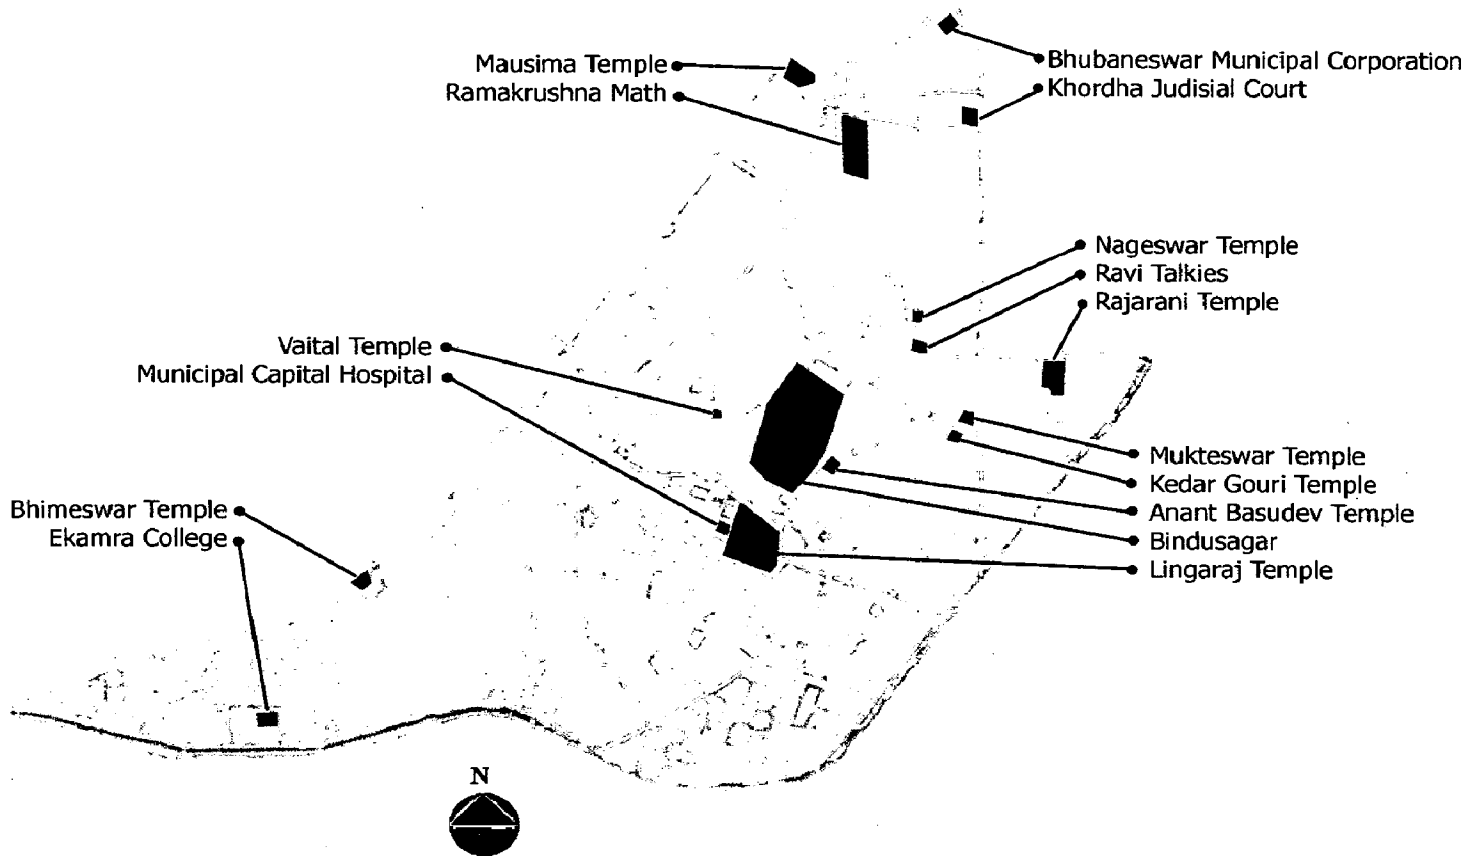 Bhubaneswar Municipal Corporation
Khordha Judisial Court
Mausima Temple
Ramakrushna Math
Nageswar Temple
Ravi Talkies
Rajarani Temple
Vaital Temple
Municipal Capital Hospital
Mukteswar Temple
Kedar Gouri Temple
Anant Basudev Temple
Bindusagar
Lingaraj Temple
Bhimeswar Temple
Ekamra College
N